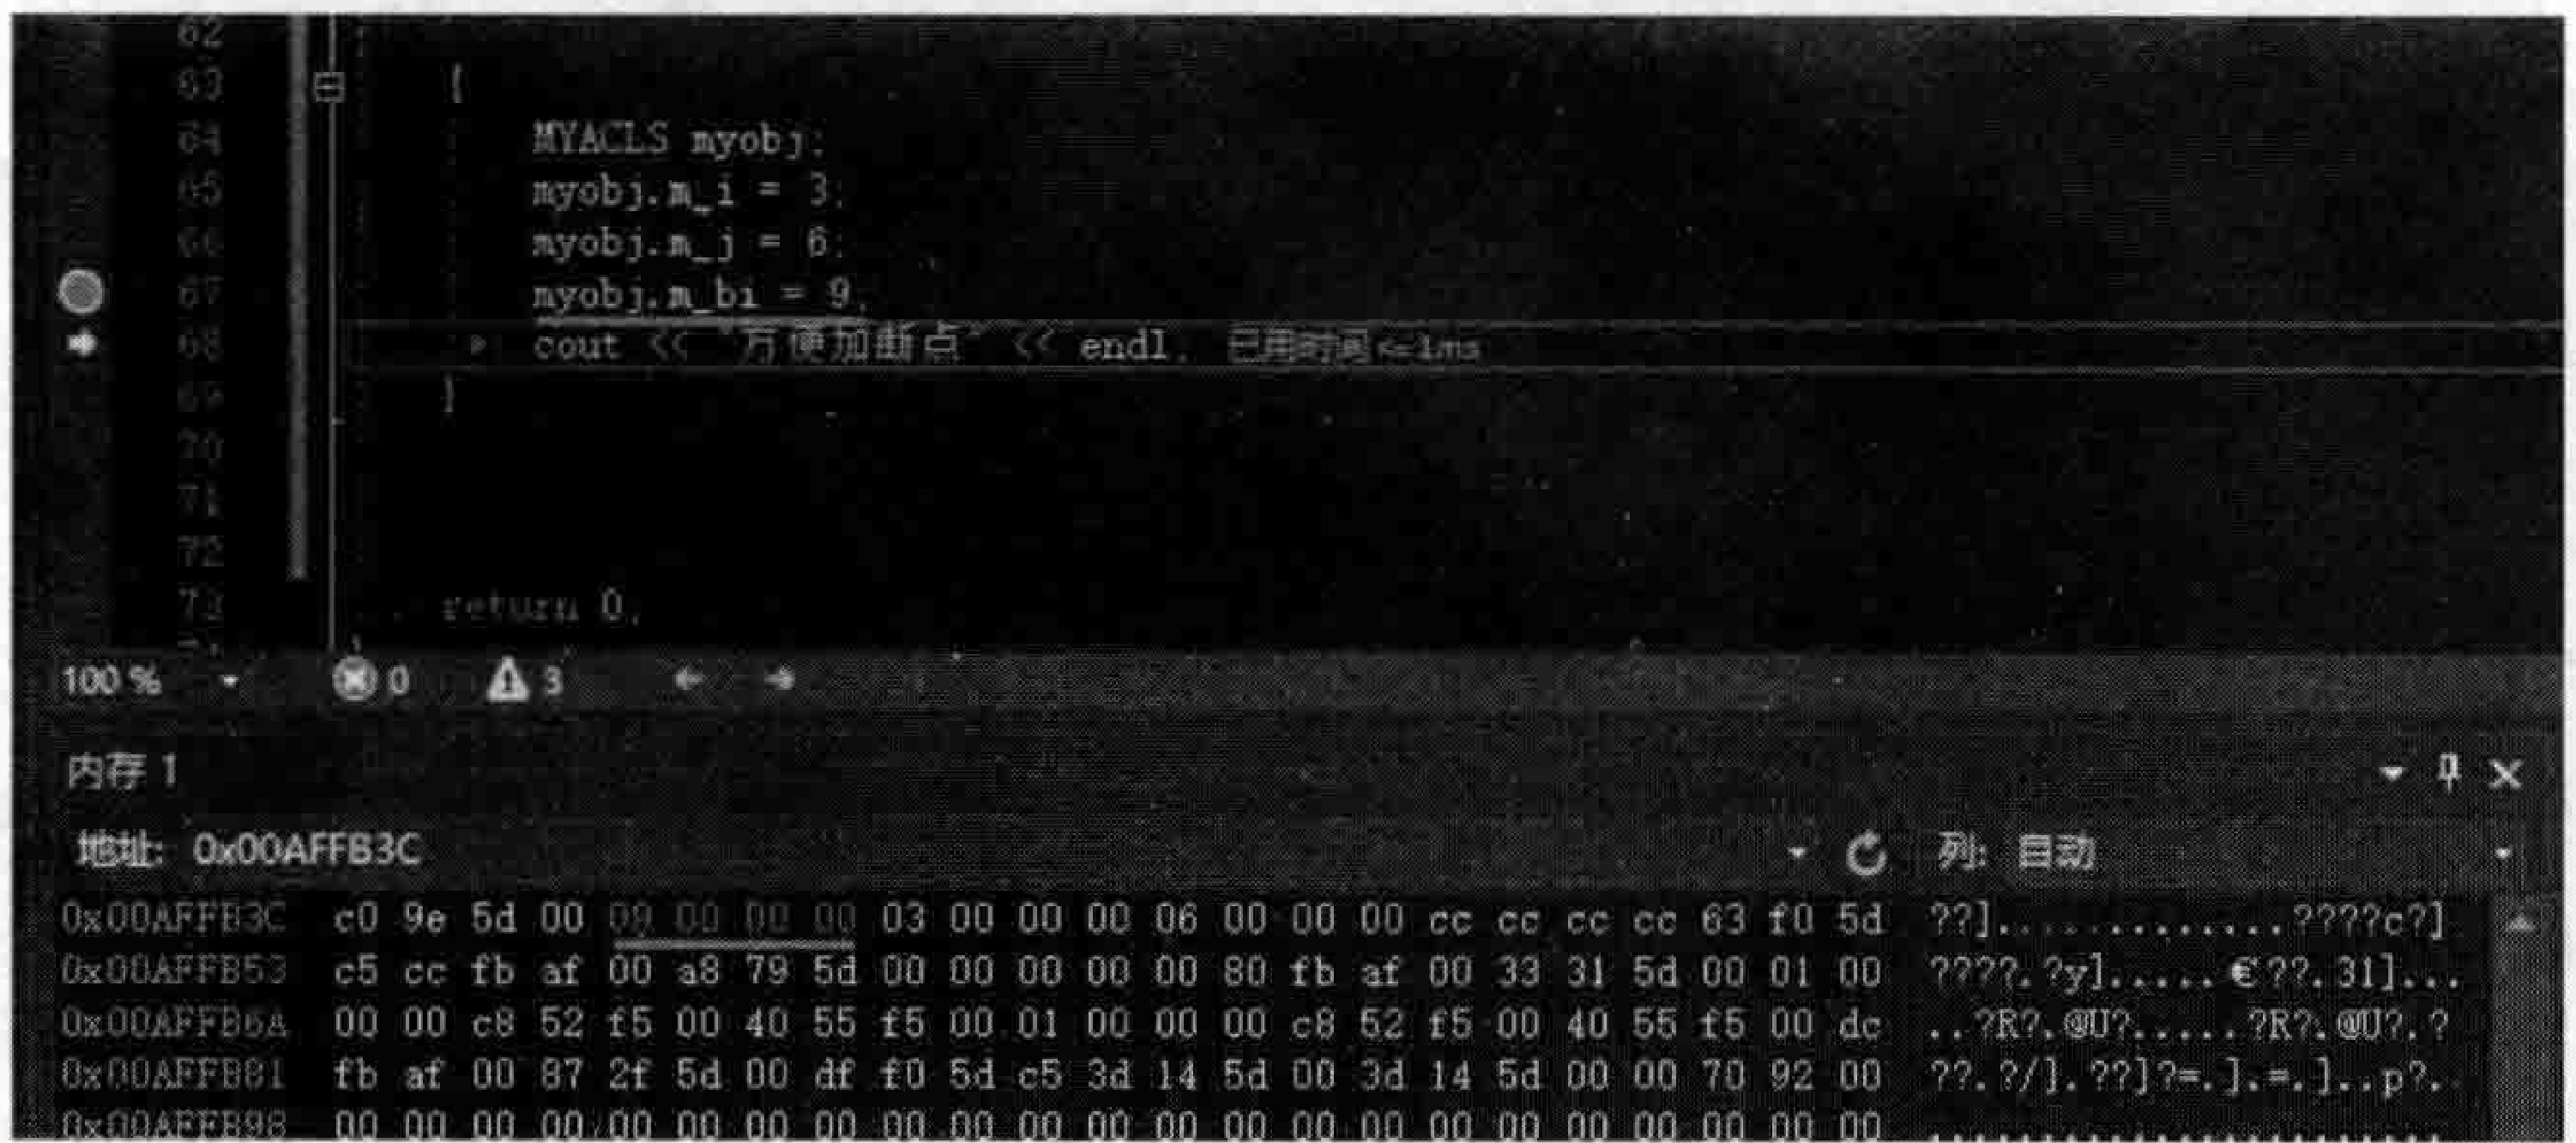 62
63 {
64 MYACLS myobj;
65 myobj.m_i = 3;
66 myobj.m_j = 6;
67 myobj.m_bi = 9;
68 cout << "方便加断点" << endl; 已用时间<=1ms
69 }
70
71
72
73 return 0;
100 % 0 3
内存 1
地址: 0x00AFFB3C 列: 自动
0x00AFFB3C c0 9e 5d 00 09 00 00 00 03 00 00 00 06 00 00 00 cc cc cc cc 63 f0 5d ??].............????c?]
0x00AFFB53 c5 cc fb af 00 a8 79 5d 00 00 00 00 00 80 fb af 00 33 31 5d 00 01 00 ????.?y].....€??.31]...
0x00AFFB6A 00 00 c8 52 f5 00 40 55 f5 00 01 00 00 00 c8 52 f5 00 40 55 f5 00 dc ..?R?.@U?.....?R?.@U?.?
0x00AFFB81 fb af 00 87 2f 5d 00 df f0 5d c5 3d 14 5d 00 3d 14 5d 00 00 70 92 00 ??.?/].??]?=.].=.]..p?.
0x00AFFB98 00 00 00 00 00 00 00 00 00 00 00 00 00 00 00 00 00 00 00 00 00 00 00 .......................